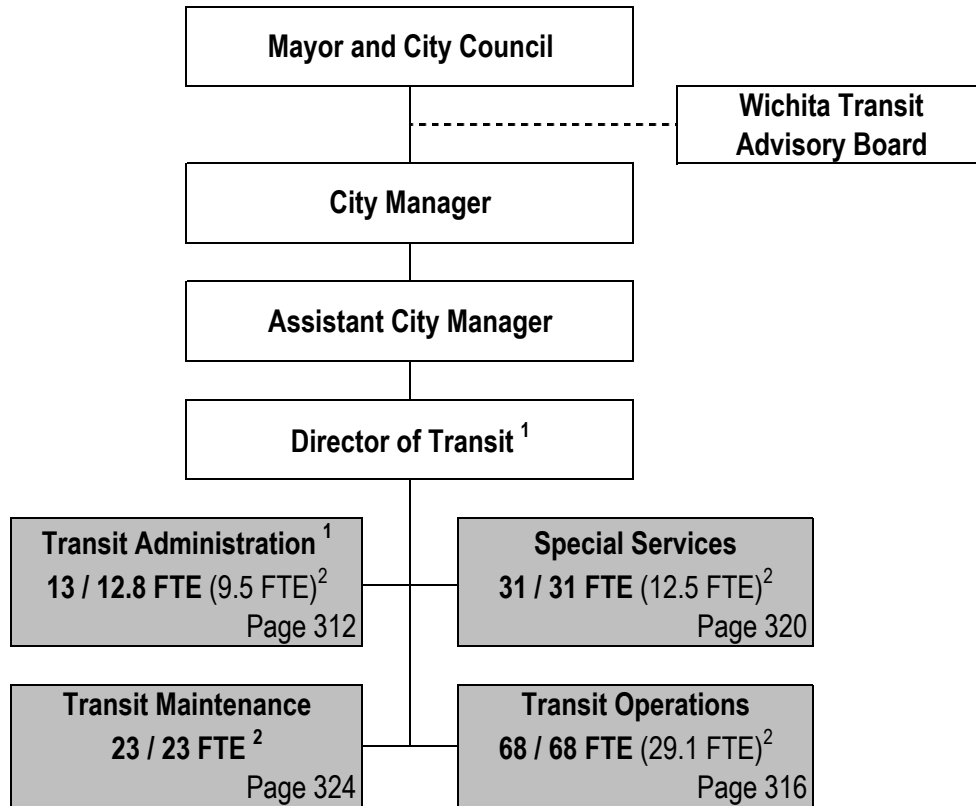 Mayor and City Council
Wichita Transit
Advisory Board
City Manager
Assistant City Manager
Director of Transit 1
Transit Administration 1
13 / 12.8 FTE (9.5 FTE)2
Page 312
Special Services
31 / 31 FTE (12.5 FTE)2
Page 320
Transit Maintenance
23 / 23 FTE 2
Page 324
Transit Operations
68 / 68 FTE (29.1 FTE)2
Page 316